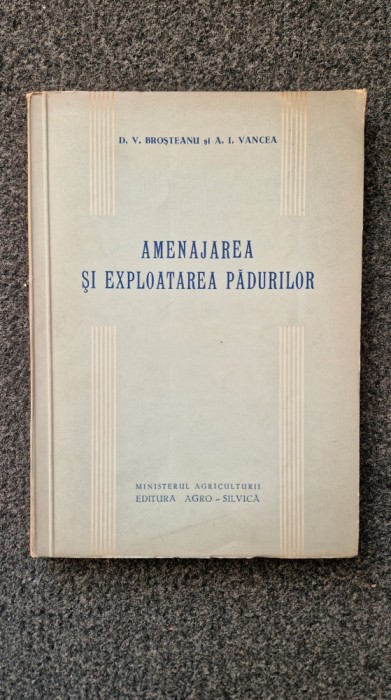 D. V. BROȘTEANU și A. I. VANCEA
AMENAJAREA
ȘI EXPLOATAREA PĂDURILOR
MINISTERUL AGRICULTURII
EDITURA AGRO-SILVICĂ